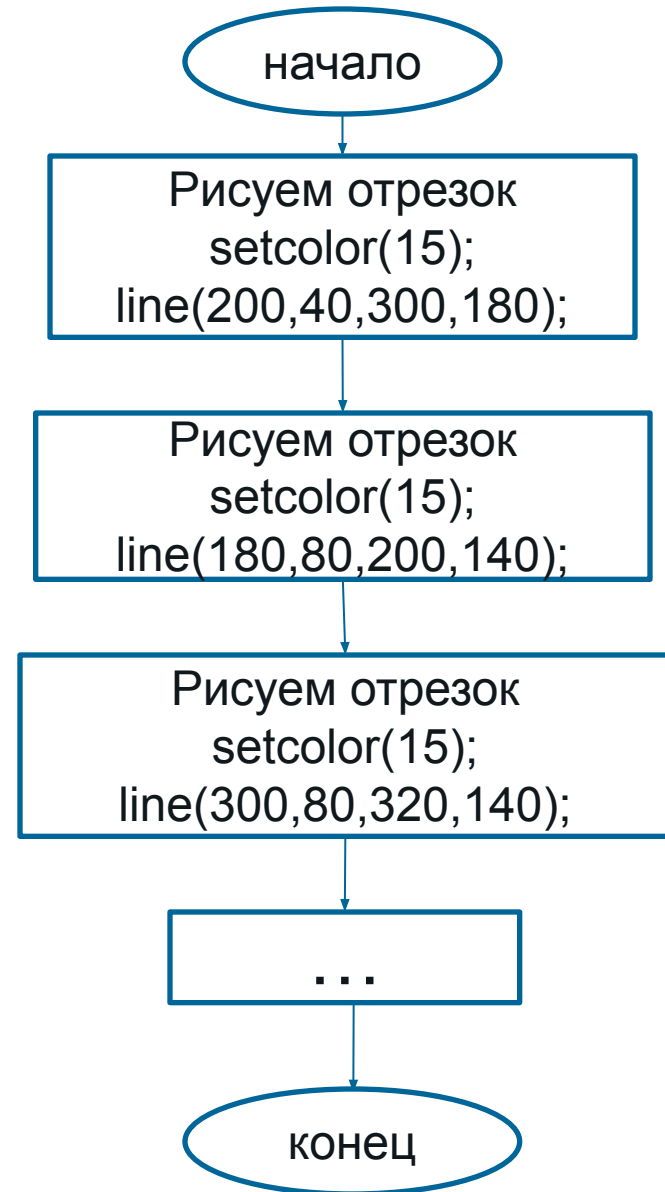 начало
Рисуем отрезок
setcolor(15);
line(200,40,300,180);
Рисуем отрезок
setcolor(15);
line(180,80,200,140);
Рисуем отрезок
setcolor(15);
line(300,80,320,140);
...
конец